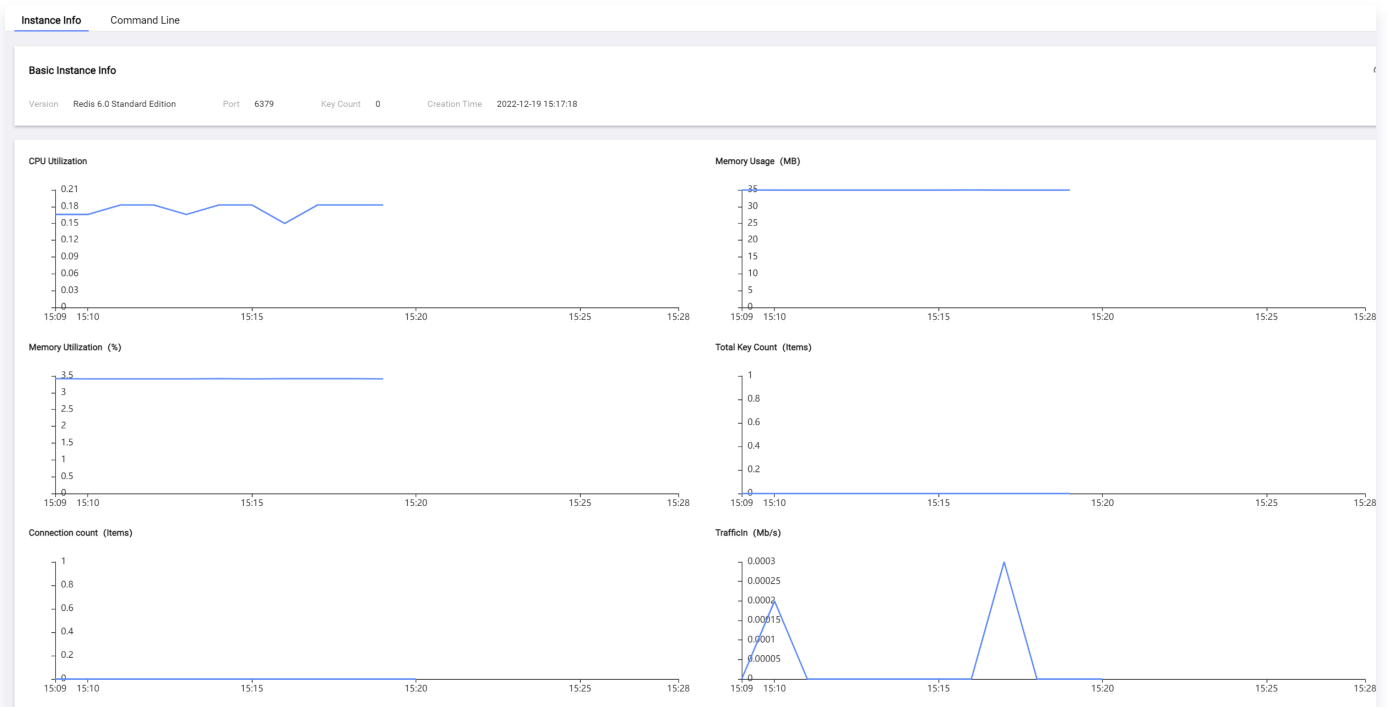 Instance Info Command Line
Basic Instance Info
Version Redis 6.0 Standard Edition Port 6379 Key Count 0 Creation Time 2022-12-19 15:17:18
CPU Utilization
0.21
0.18
0.15
0.12
0.09
0.06
0.03
0
15:09 15:10 15:15 15:20 15:25 15:28
Memory Usage (MB)
35
30
25
20
15
10
5
0
15:09 15:10 15:15 15:20 15:25 15:28
Memory Utilization (%)
3.5
3
2.5
2
1.5
1
0.5
0
15:09 15:10 15:15 15:20 15:25 15:28
Total Key Count (Items)
1
0.8
0.6
0.4
0.2
0
15:09 15:10 15:15 15:20 15:25 15:28
Connection count (Items)
1
0.8
0.6
0.4
0.2
0
15:09 15:10 15:15 15:20 15:25 15:28
TrafficIn (Mb/s)
0.0003
0.00025
0.0002
0.00015
0.0001
0.00005
0
15:09 15:10 15:15 15:20 15:25 15:28